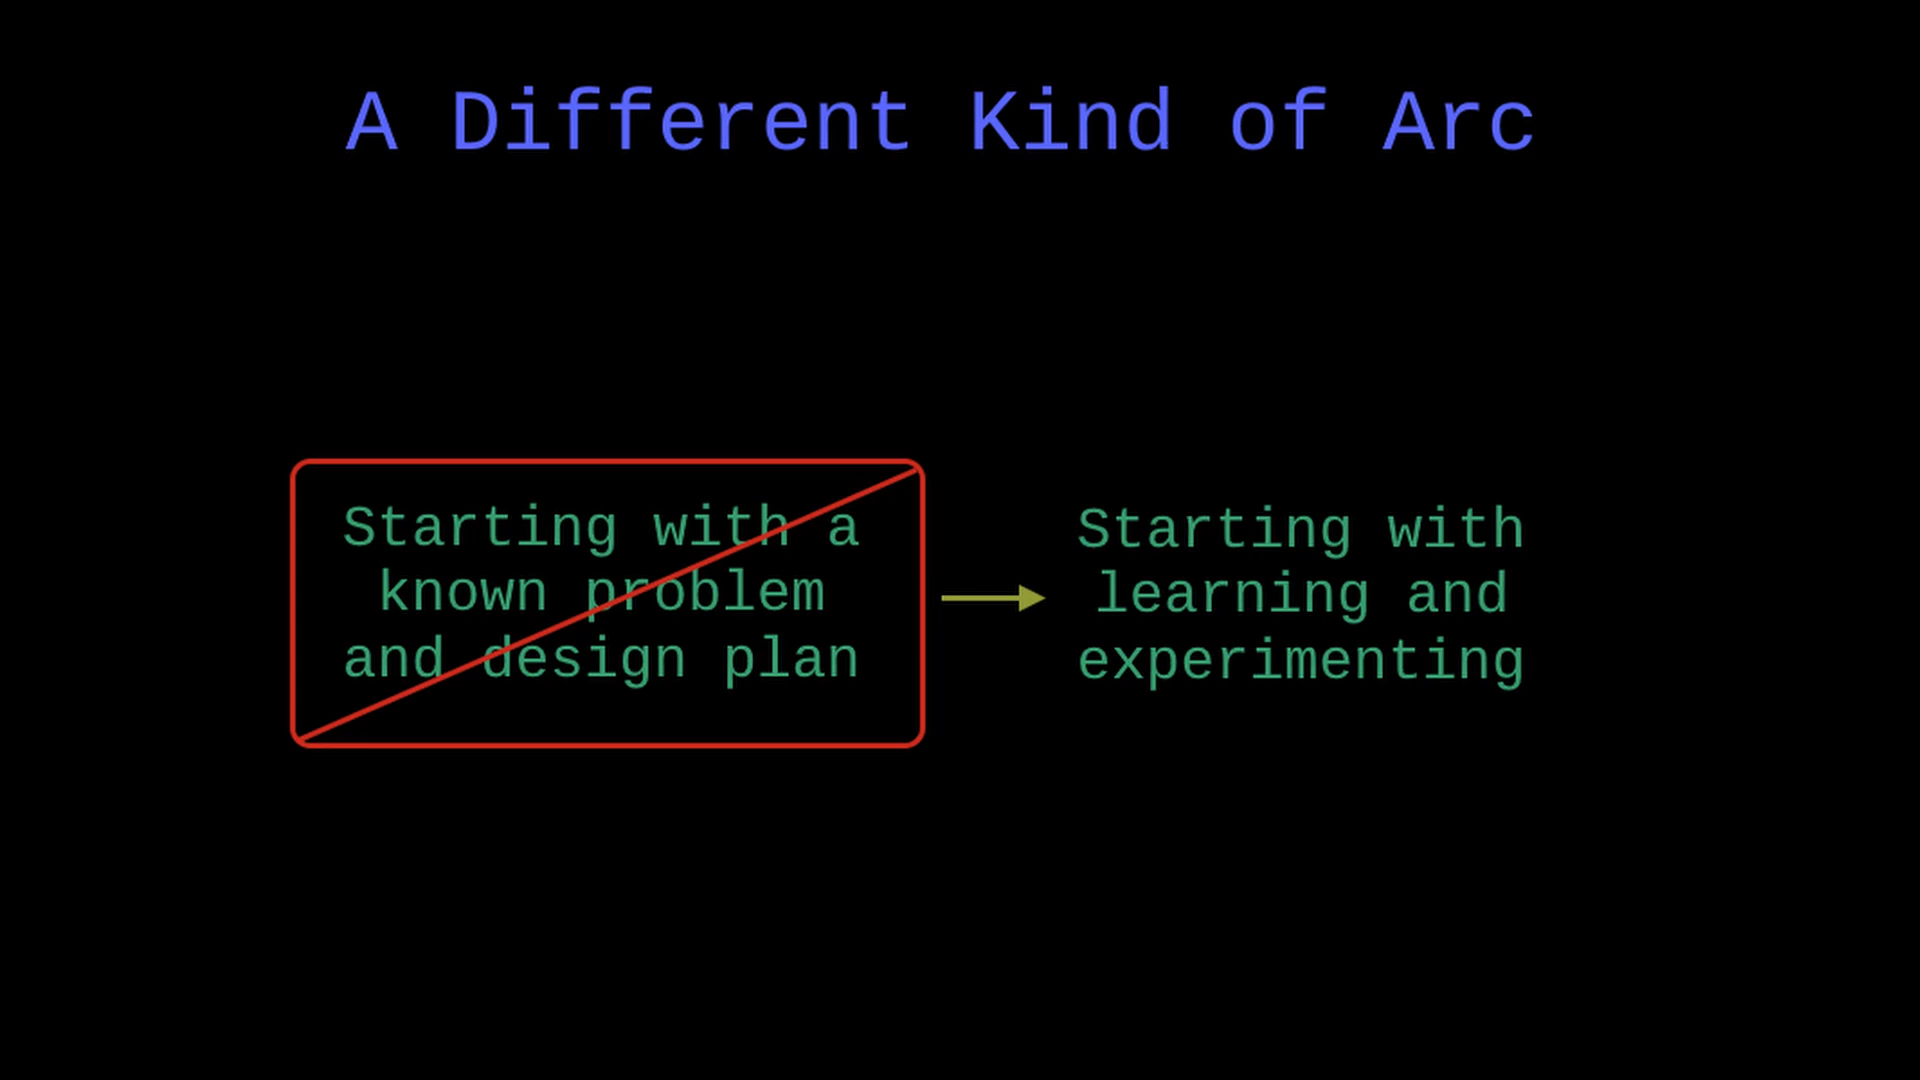 A Different Kind of Arc
Starting with a
known problem
and design plan
Starting with
learning and
experimenting